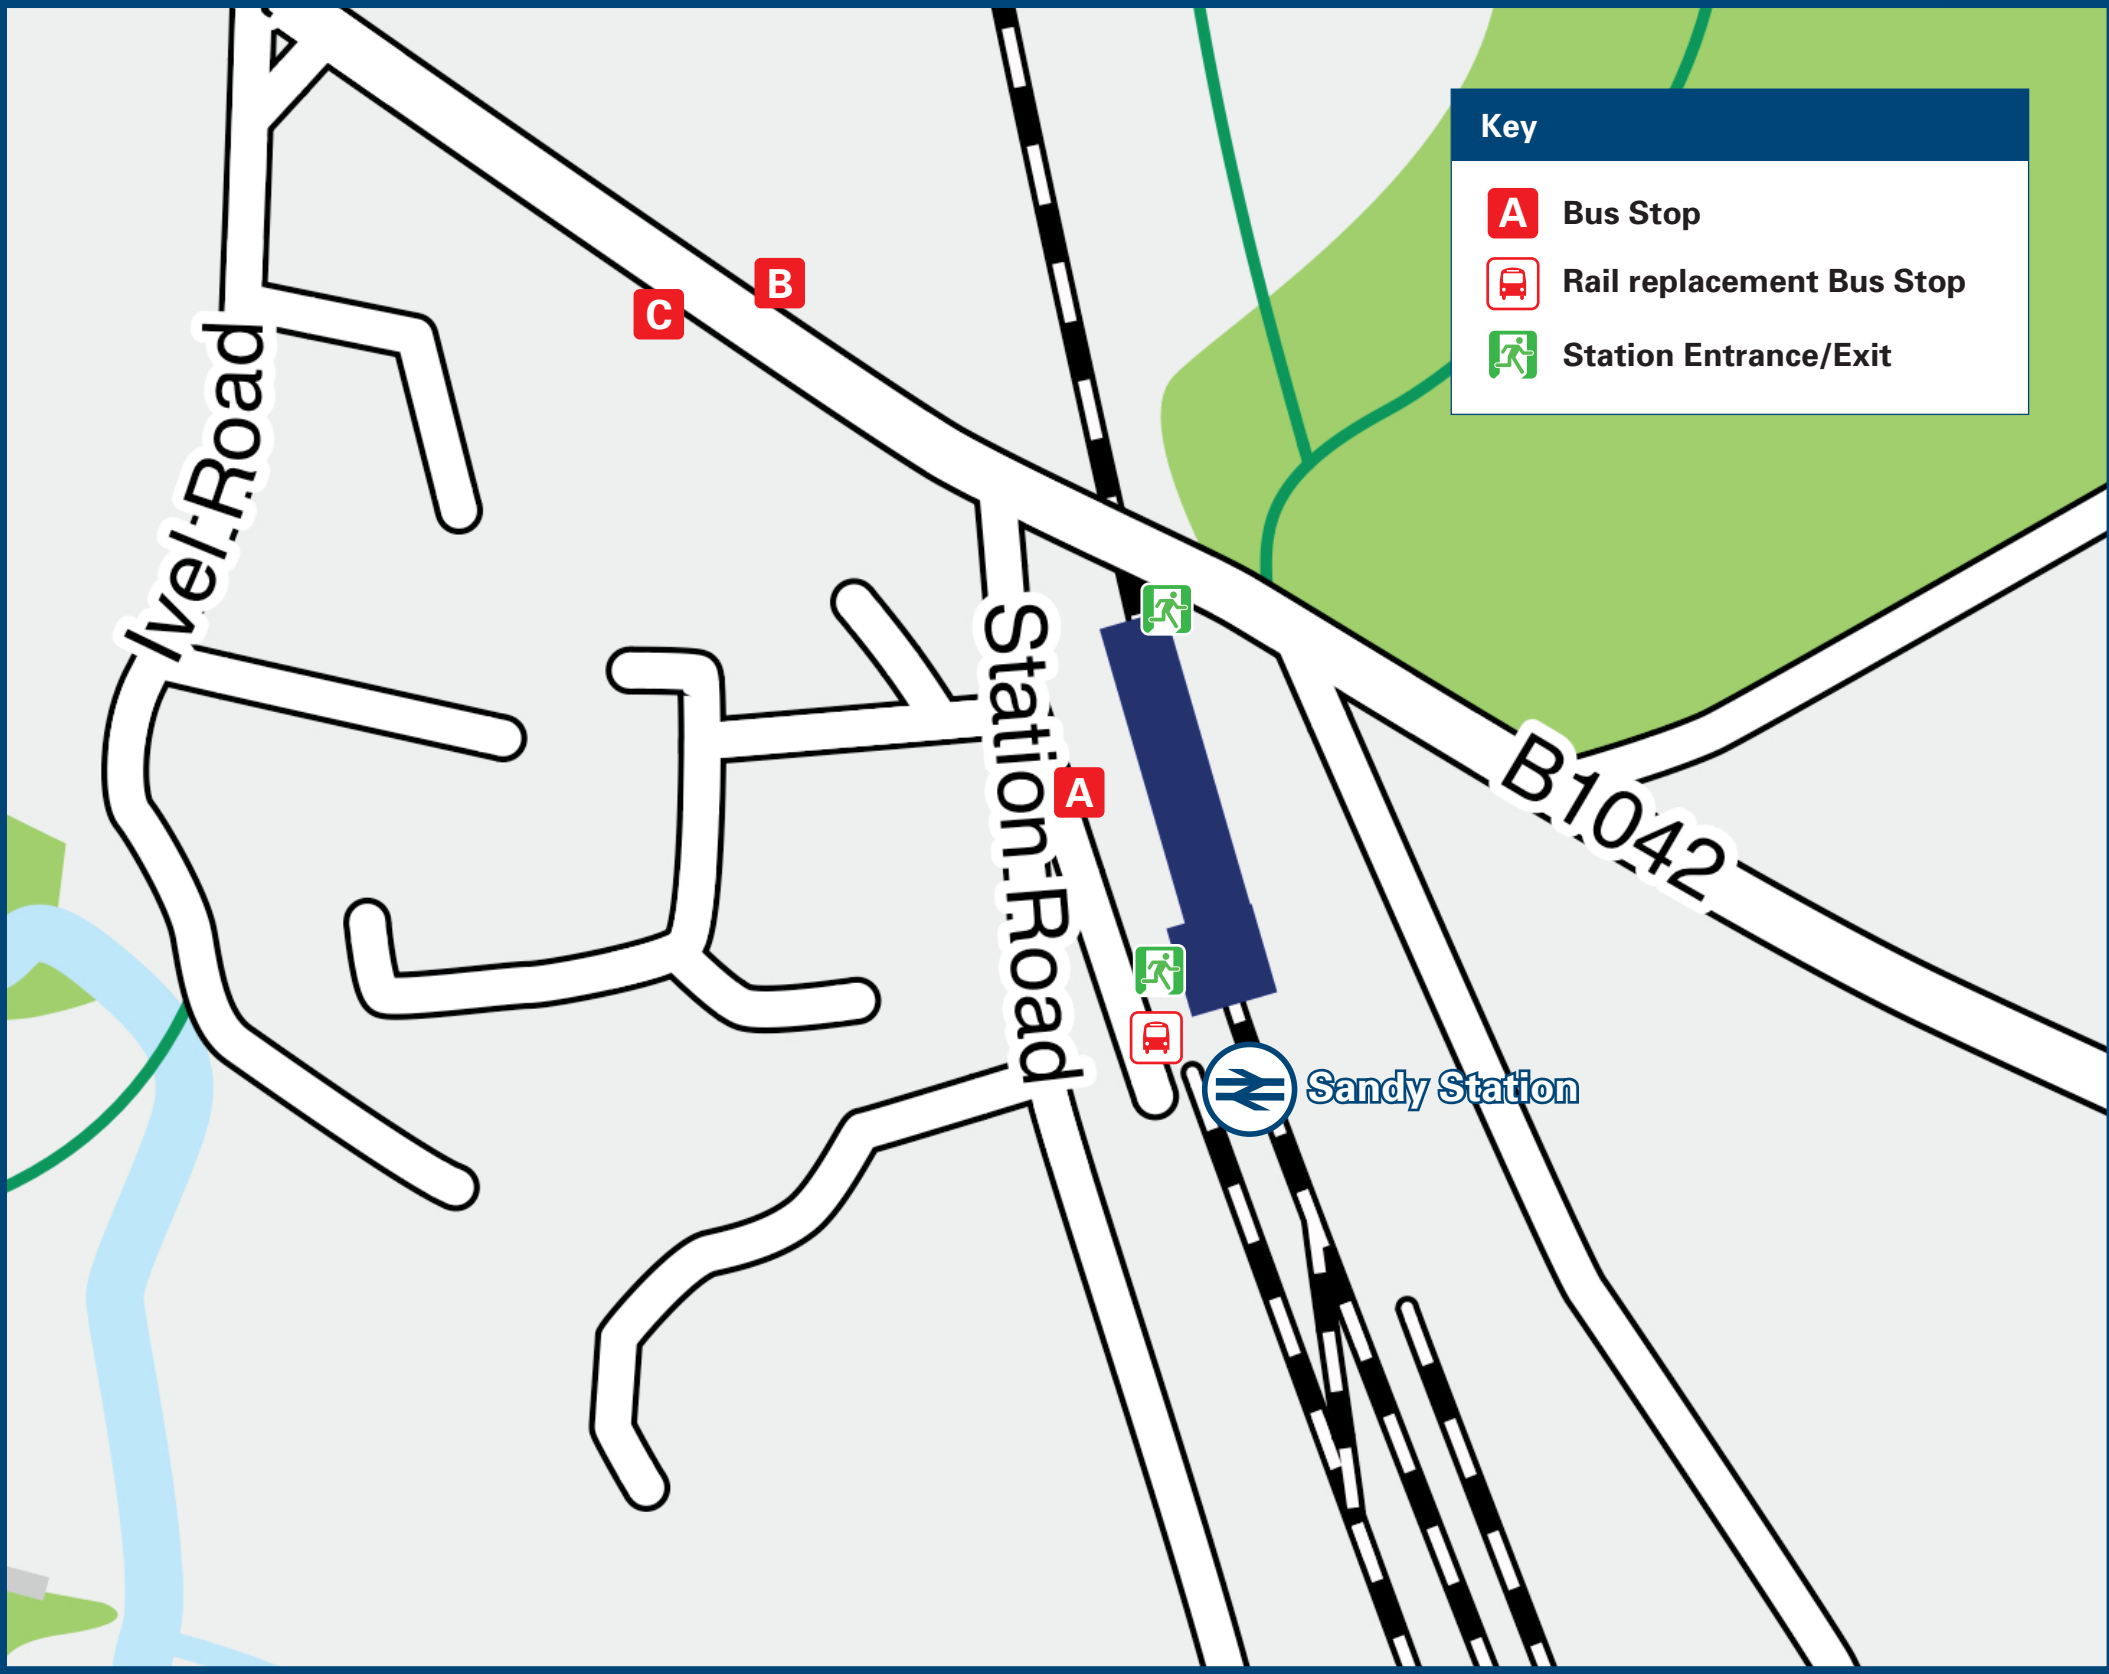 Key
A Bus Stop
Rail replacement Bus Stop
Station Entrance/Exit
B
C
Ivel Road
Station Road
A
B1042
Sandy Station